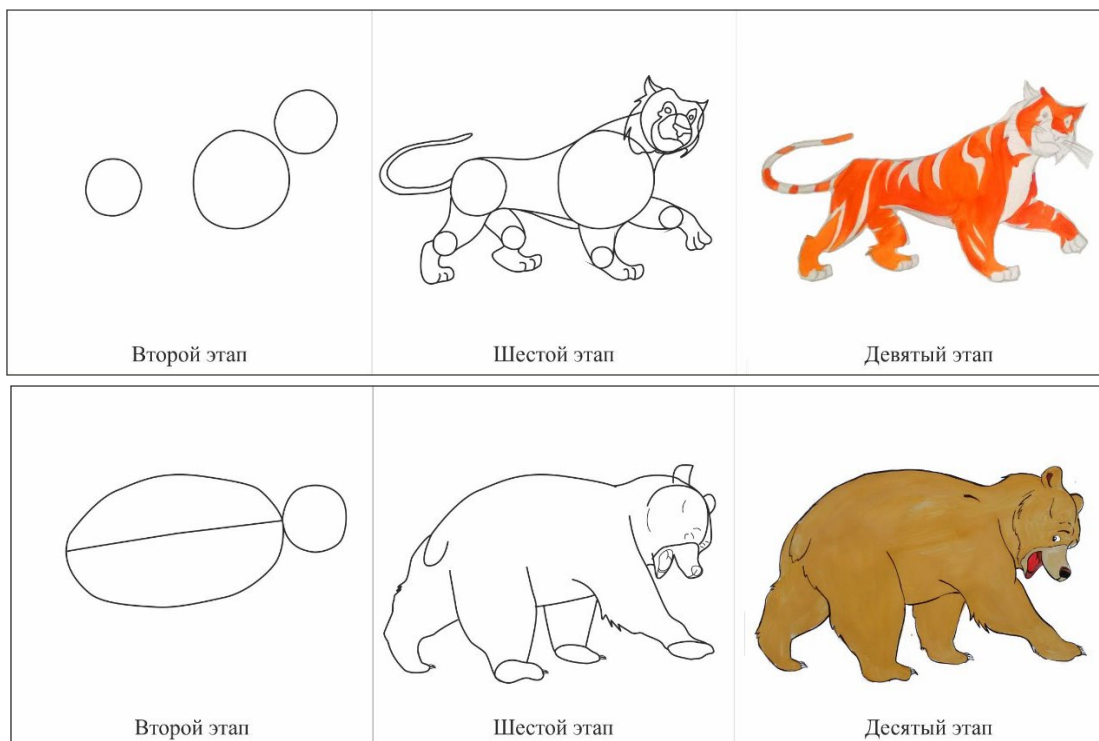 Второй этап
Шестой этап
Девятый этап
Второй этап
Шестой этап
Десятый этап